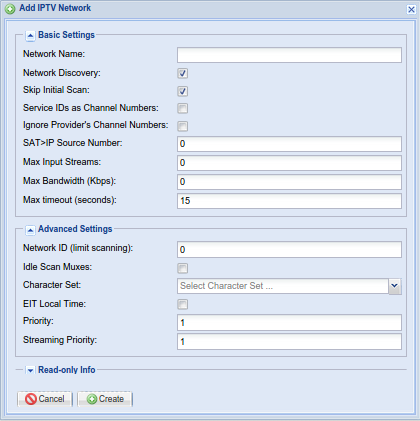 Add IPTV Network
Basic Settings
Network Name:
Network Discovery:
Skip Initial Scan:
Service IDs as Channel Numbers:
Ignore Provider's Channel Numbers:
SAT>IP Source Number: 0
Max Input Streams: 0
Max Bandwidth (Kbps): 0
Max timeout (seconds): 15
Advanced Settings
Network ID (limit scanning): 0
Idle Scan Muxes:
Character Set: Select Character Set ...
EIT Local Time:
Priority: 1
Streaming Priority: 1
Read-only Info
Cancel Create